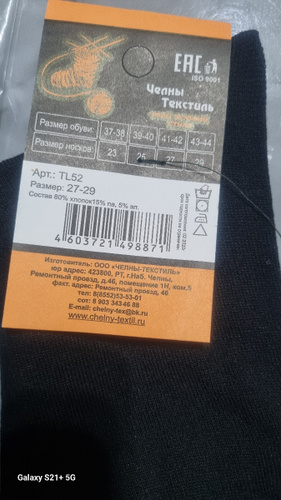 EAC
ISO 9001
Челны
Текстиль
Размер обуви: 37-38 39-40 41-42 43-44
Размер носков: 23 25 27 29
Арт.: TL52
Размер: 27-29
Состав 80% хлопок15% па, 5% эл.
4 603721 498871
Изготовитель: ООО «ЧЕЛНЫ-ТЕКСТИЛЬ»
юр адрес: 423800, РТ, г.Наб. Челны,
Ремонтный проезд, д.46, помещение 1Н, ком.5
факт. адрес: Ремонтный проезд, 46
тел: 8(8552)53-53-01
сот: 8 903 343 46 88
E-mail: chelny-tex@bk.ru
www.chelny-textil.ru
Galaxy S21+ 5G